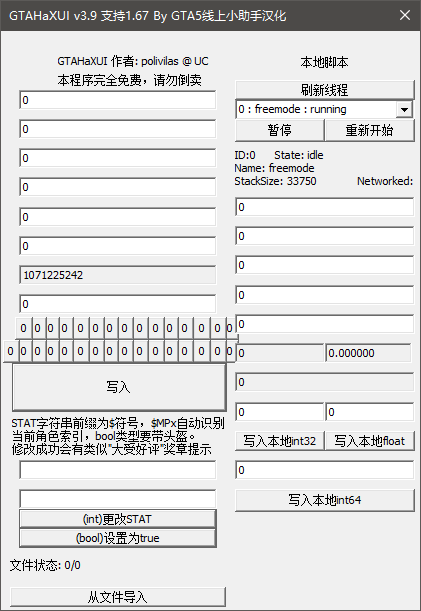 GTAHaXUI v3.9 支持1.67 By GTA5线上小助手汉化
GTAHaXUI 作者: polivilas @ UC
本程序完全免费，请勿倒卖
0
0
0
0
0
0
1071225242
0
0 0 0 0 0 0 0 0 0 0 0 0 0 0
0 0 0 0 0 0 0 0 0 0 0 0 0 0 0
写入
STAT字符串前缀为$符号，$MPx自动识别
当前角色索引，bool类型要带头盔。
修改成功会有类似"大受好评"奖章提示
(int)更改STAT
(bool)设置为true
文件状态: 0/0
从文件导入
本地脚本
刷新线程
0 : freemode : running
暂停 重新开始
ID:0 State: idle
Name: freemode
StackSize: 33750 Networked:
0
0
0
0
0
0 0.000000
0
0 0
写入本地int32 写入本地float
0
写入本地int64